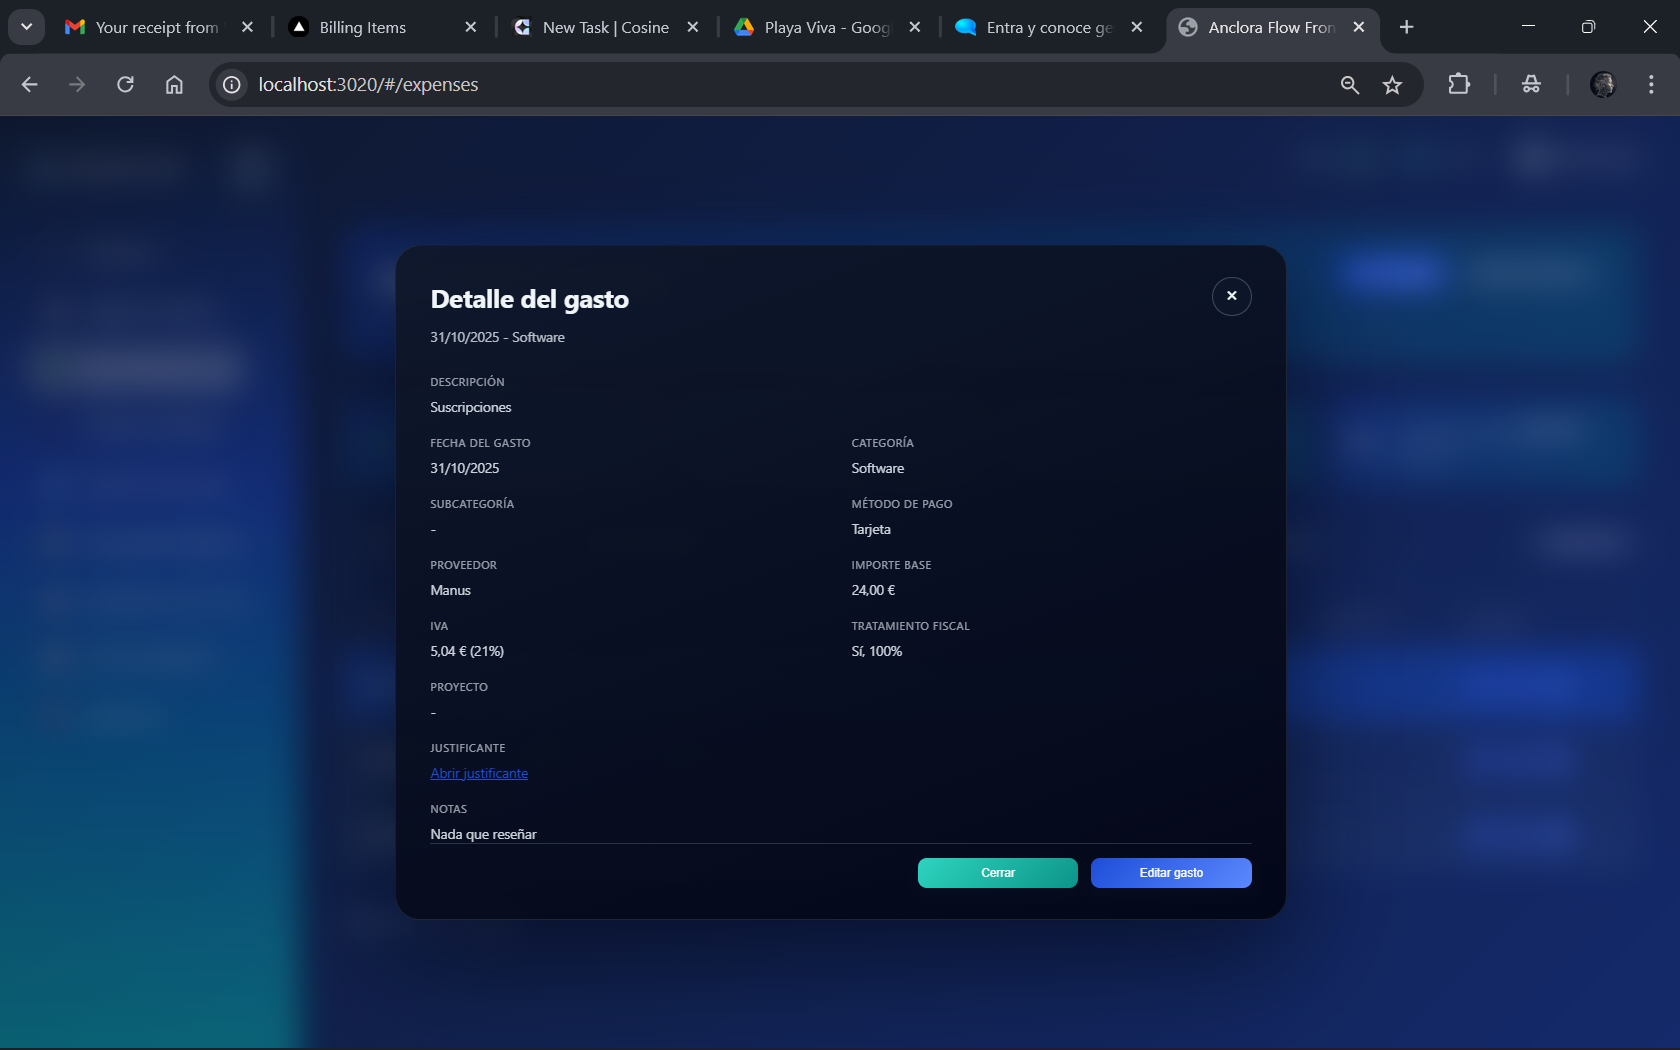 Your receipt from
Billing Items
New Task | Cosine
Playa Viva - Goog
Entra y conoce ge
Anclora Flow Fron
localhost:3020/#/expenses
Detalle del gasto
31/10/2025 - Software
DESCRIPCIÓN
Suscripciones
FECHA DEL GASTO
31/10/2025
CATEGORÍA
Software
SUBCATEGORÍA
-
MÉTODO DE PAGO
Tarjeta
PROVEEDOR
Manus
IMPORTE BASE
24,00 €
IVA
5,04 € (21%)
TRATAMIENTO FISCAL
Sí, 100%
PROYECTO
-
JUSTIFICANTE
Abrir justificante
NOTAS
Nada que reseñar
Cerrar
Editar gasto